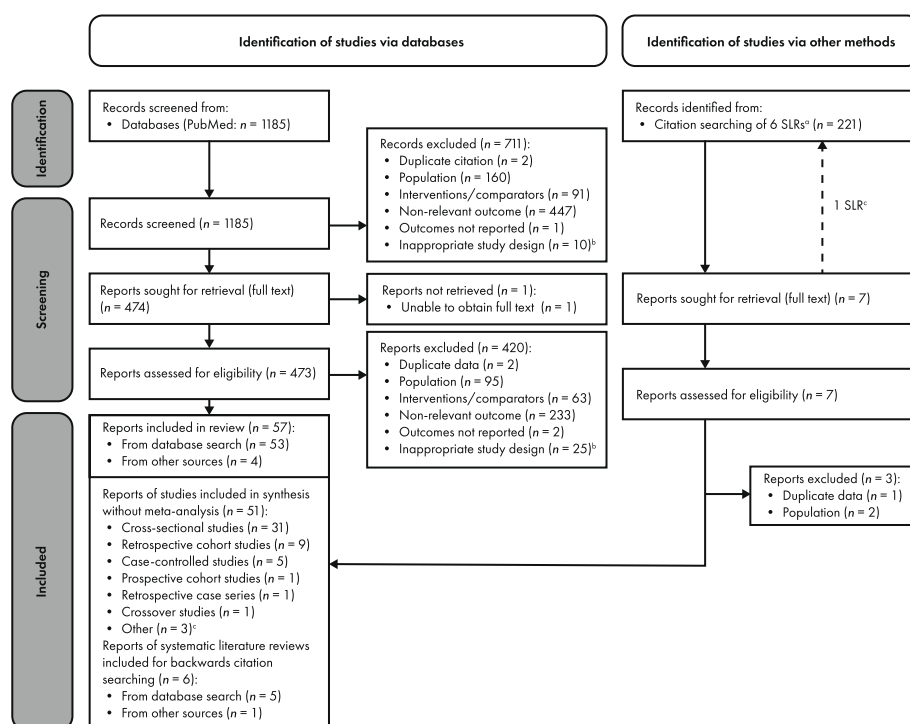 Identification of studies via databases
Identification of studies via other methods
Identification
Records screened from:
• Databases (PubMed: n = 1185)
Records excluded (n = 711):
• Duplicate citation (n = 2)
• Population (n = 160)
• Interventions/comparators (n = 91)
• Non-relevant outcome (n = 447)
• Outcomes not reported (n = 1)
• Inappropriate study design (n = 10)ᵇ
Records identified from:
• Citation searching of 6 SLRsᵃ (n = 221)
1 SLRᶜ
Screening
Records screened (n = 1185)
Reports sought for retrieval (full text)
(n = 474)
Reports not retrieved (n = 1):
• Unable to obtain full text (n = 1)
Reports sought for retrieval (full text) (n = 7)
Reports assessed for eligibility (n = 473)
Reports excluded (n = 420):
• Duplicate data (n = 2)
• Population (n = 95)
• Interventions/comparators (n = 63)
• Non-relevant outcome (n = 233)
• Outcomes not reported (n = 2)
• Inappropriate study design (n = 25)ᵇ
Reports assessed for eligibility (n = 7)
Reports excluded (n = 3):
• Duplicate data (n = 1)
• Population (n = 2)
Included
Reports included in review (n = 57):
• From database search (n = 53)
• From other sources (n = 4)
Reports of studies included in synthesis
without meta-analysis (n = 51):
• Cross-sectional studies (n = 31)
• Retrospective cohort studies (n = 9)
• Case-controlled studies (n = 5)
• Prospective cohort studies (n = 1)
• Retrospective case series (n = 1)
• Crossover studies (n = 1)
• Other (n = 3)ᶜ
Reports of systematic literature reviews
included for backwards citation
searching (n = 6):
• From database search (n = 5)
• From other sources (n = 1)